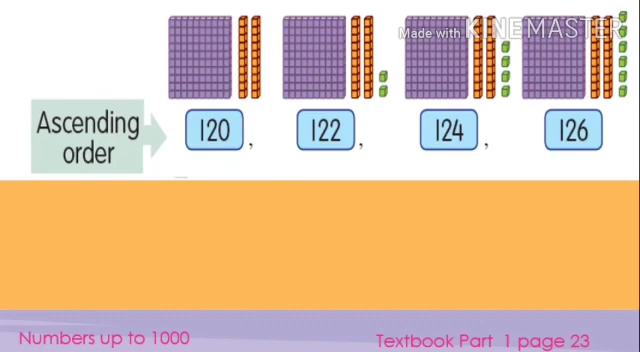 Made with KINEMASTER
Ascending
order
120, 122, 124, 126
Numbers up to 1000
Textbook Part 1 page 23